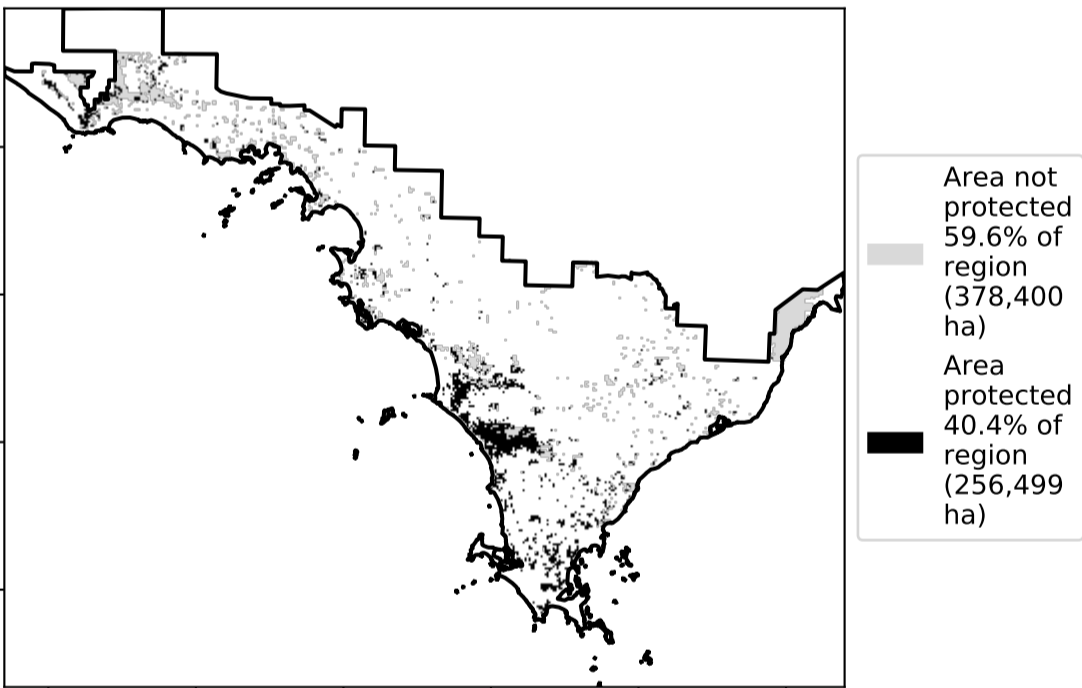 Area not
protected
59.6% of
region
(378,400
ha)
Area
protected
40.4% of
region
(256,499
ha)